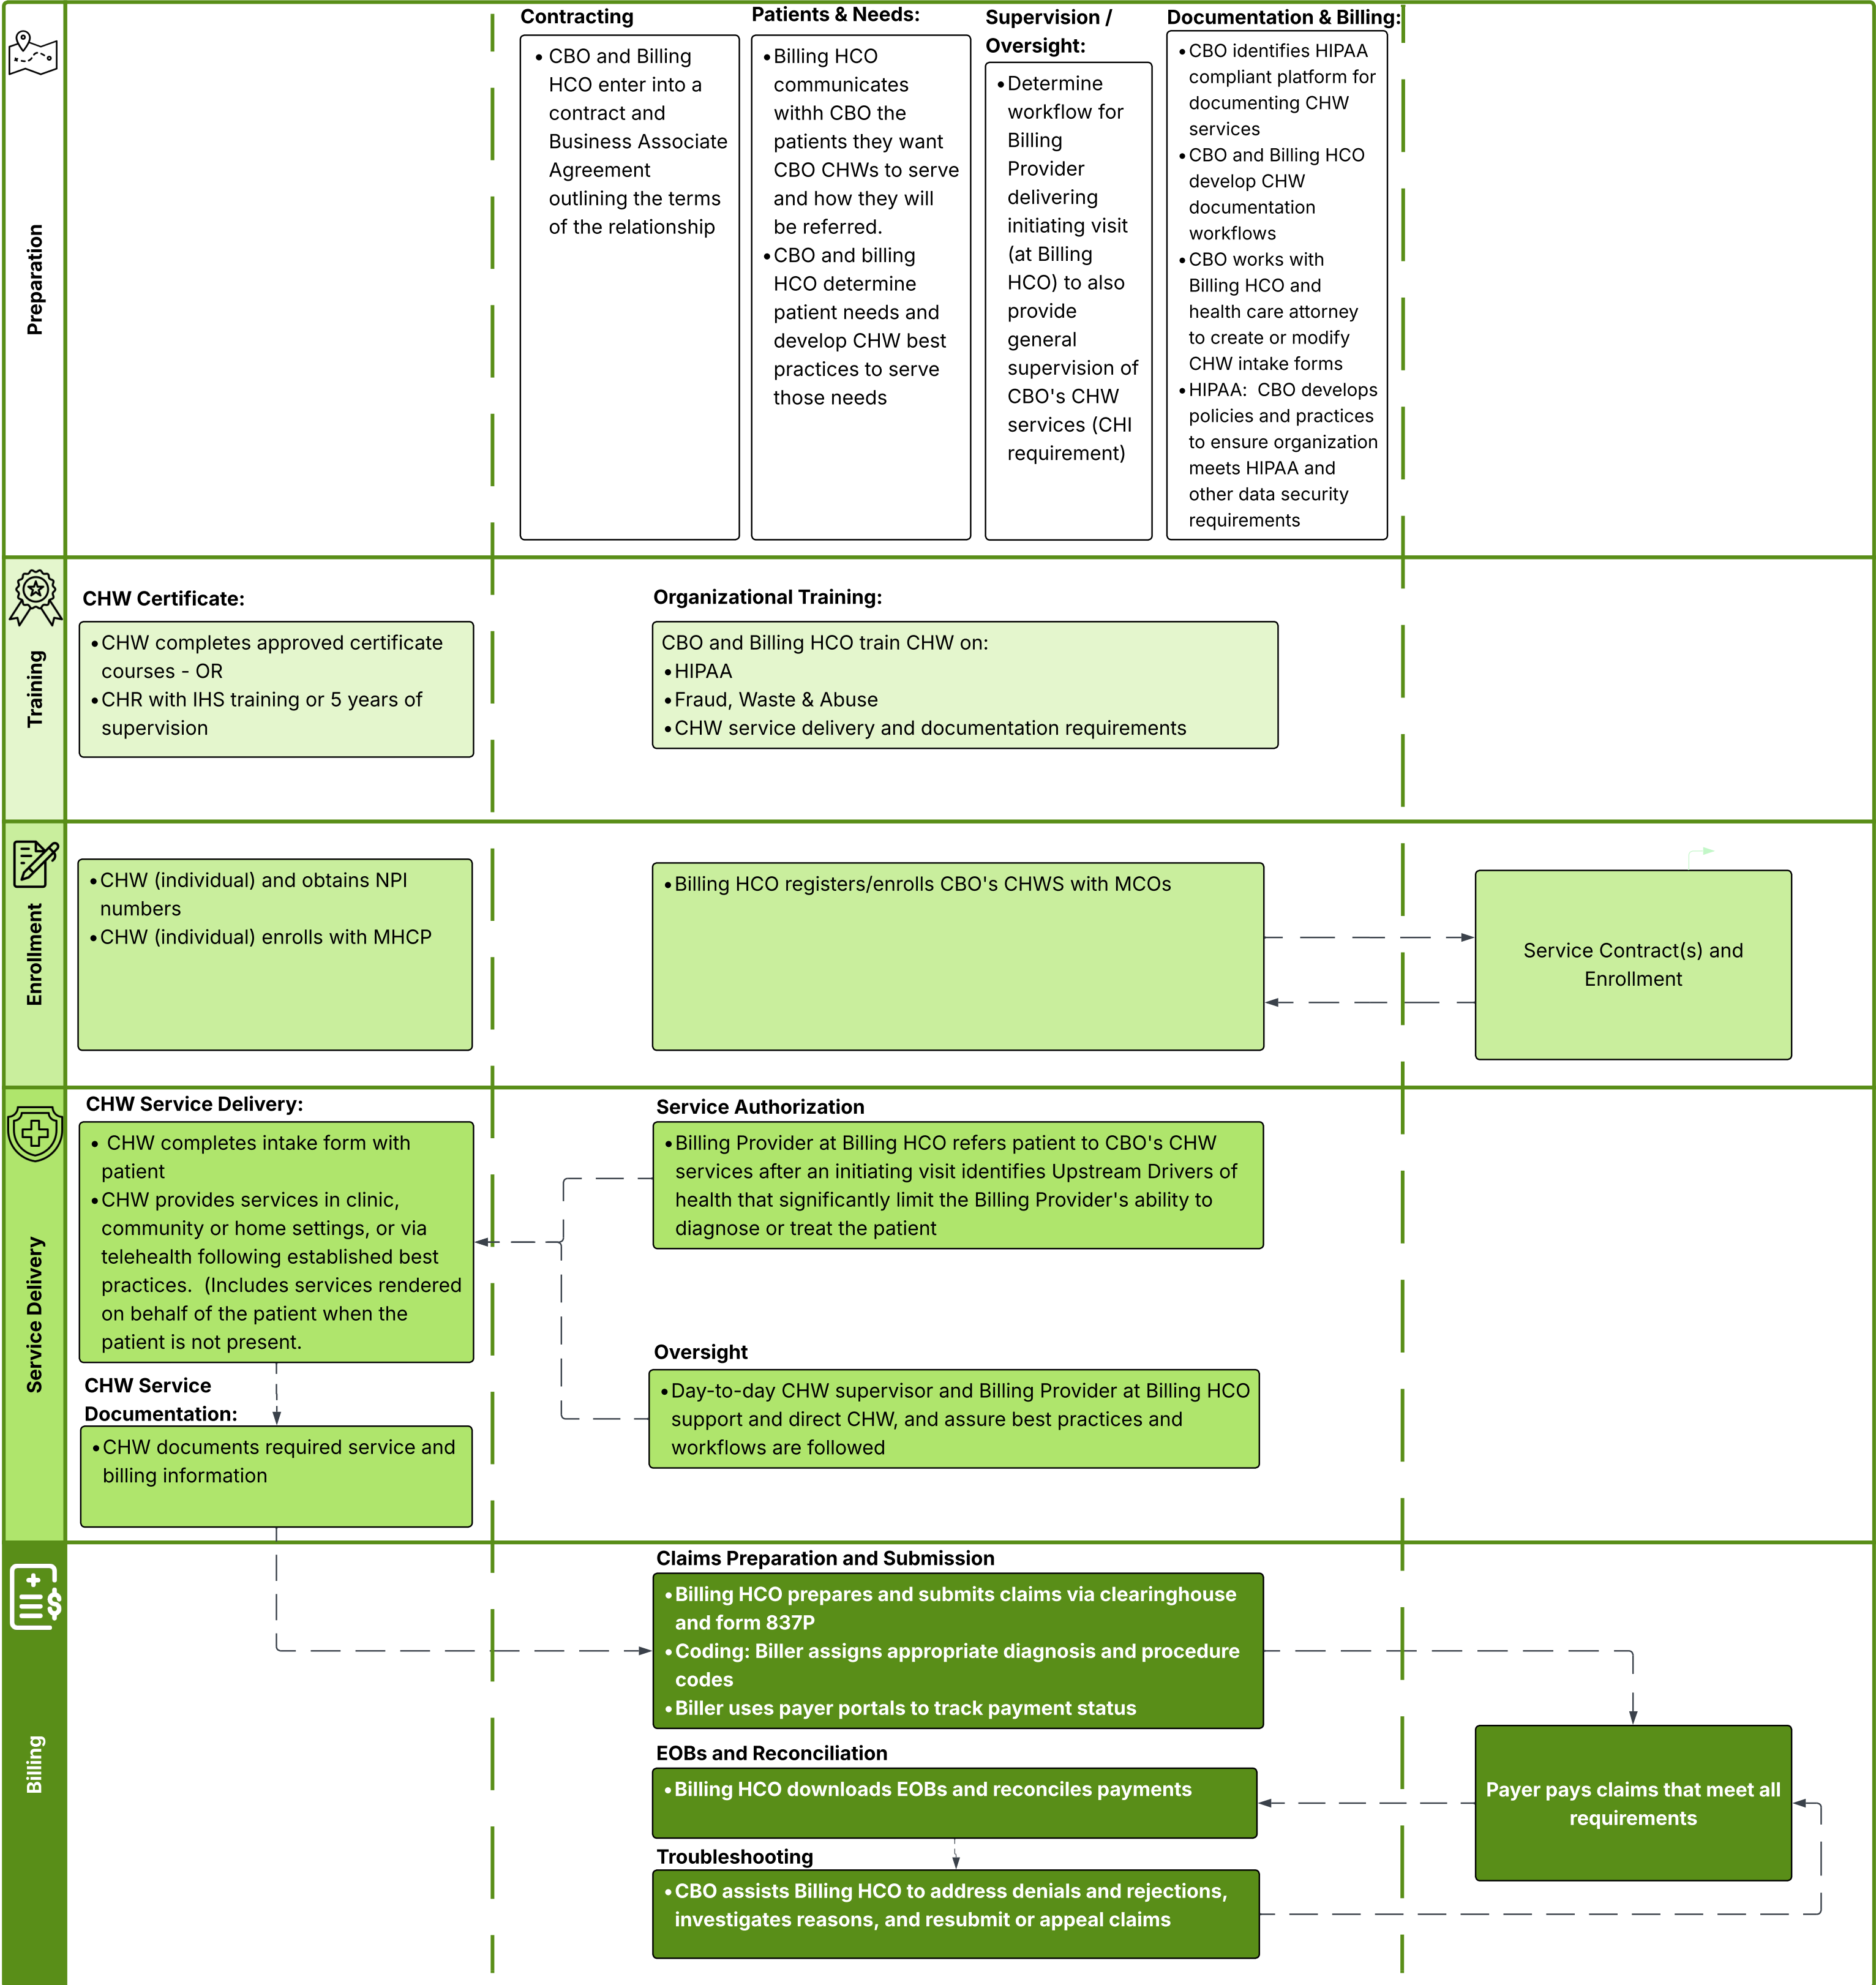 Preparation
Contracting
• CBO and Billing
HCO enter into a
contract and
Business Associate
Agreement
outlining the terms
of the relationship
Patients & Needs:
•Billing HCO
communicates
withh CBO the
patients they want
CBO CHWs to serve
and how they will
be referred.
•CBO and billing
HCO determine
patient needs and
develop CHW best
practices to serve
those needs
Supervision /
Oversight:
•Determine
workflow for
Billing
Provider
delivering
initiating visit
(at Billing
HCO) to also
provide
general
supervision of
CBO's CHW
services (CHI
requirement)
Documentation & Billing:
•CBO identifies HIPAA
compliant platform for
documenting CHW
services
•CBO and Billing HCO
develop CHW
documentation
workflows
•CBO works with
Billing HCO and
health care attorney
to create or modify
CHW intake forms
•HIPAA:  CBO develops
policies and practices
to ensure organization
meets HIPAA and
other data security
requirements
Training
CHW Certificate:
•CHW completes approved certificate
courses - OR
•CHR with IHS training or 5 years of
supervision
Organizational Training:
CBO and Billing HCO train CHW on:
•HIPAA
•Fraud, Waste & Abuse
•CHW service delivery and documentation requirements
Enrollment
•CHW (individual) and obtains NPI
numbers
•CHW (individual) enrolls with MHCP
•Billing HCO registers/enrolls CBO's CHWS with MCOs
Service Contract(s) and
Enrollment
Service Delivery
CHW Service Delivery:
• CHW completes intake form with
patient
•CHW provides services in clinic,
community or home settings, or via
telehealth following established best
practices.  (Includes services rendered
on behalf of the patient when the
patient is not present.
CHW Service
Documentation:
•CHW documents required service and
billing information
Service Authorization
•Billing Provider at Billing HCO refers patient to CBO's CHW
services after an initiating visit identifies Upstream Drivers of
health that significantly limit the Billing Provider's ability to
diagnose or treat the patient
Oversight
•Day-to-day CHW supervisor and Billing Provider at Billing HCO
support and direct CHW, and assure best practices and
workflows are followed
Billing
Claims Preparation and Submission
•Billing HCO prepares and submits claims via clearinghouse
and form 837P
•Coding: Biller assigns appropriate diagnosis and procedure
codes
•Biller uses payer portals to track payment status
EOBs and Reconciliation
•Billing HCO downloads EOBs and reconciles payments
Troubleshooting
•CBO assists Billing HCO to address denials and rejections,
investigates reasons, and resubmit or appeal claims
Payer pays claims that meet all
requirements